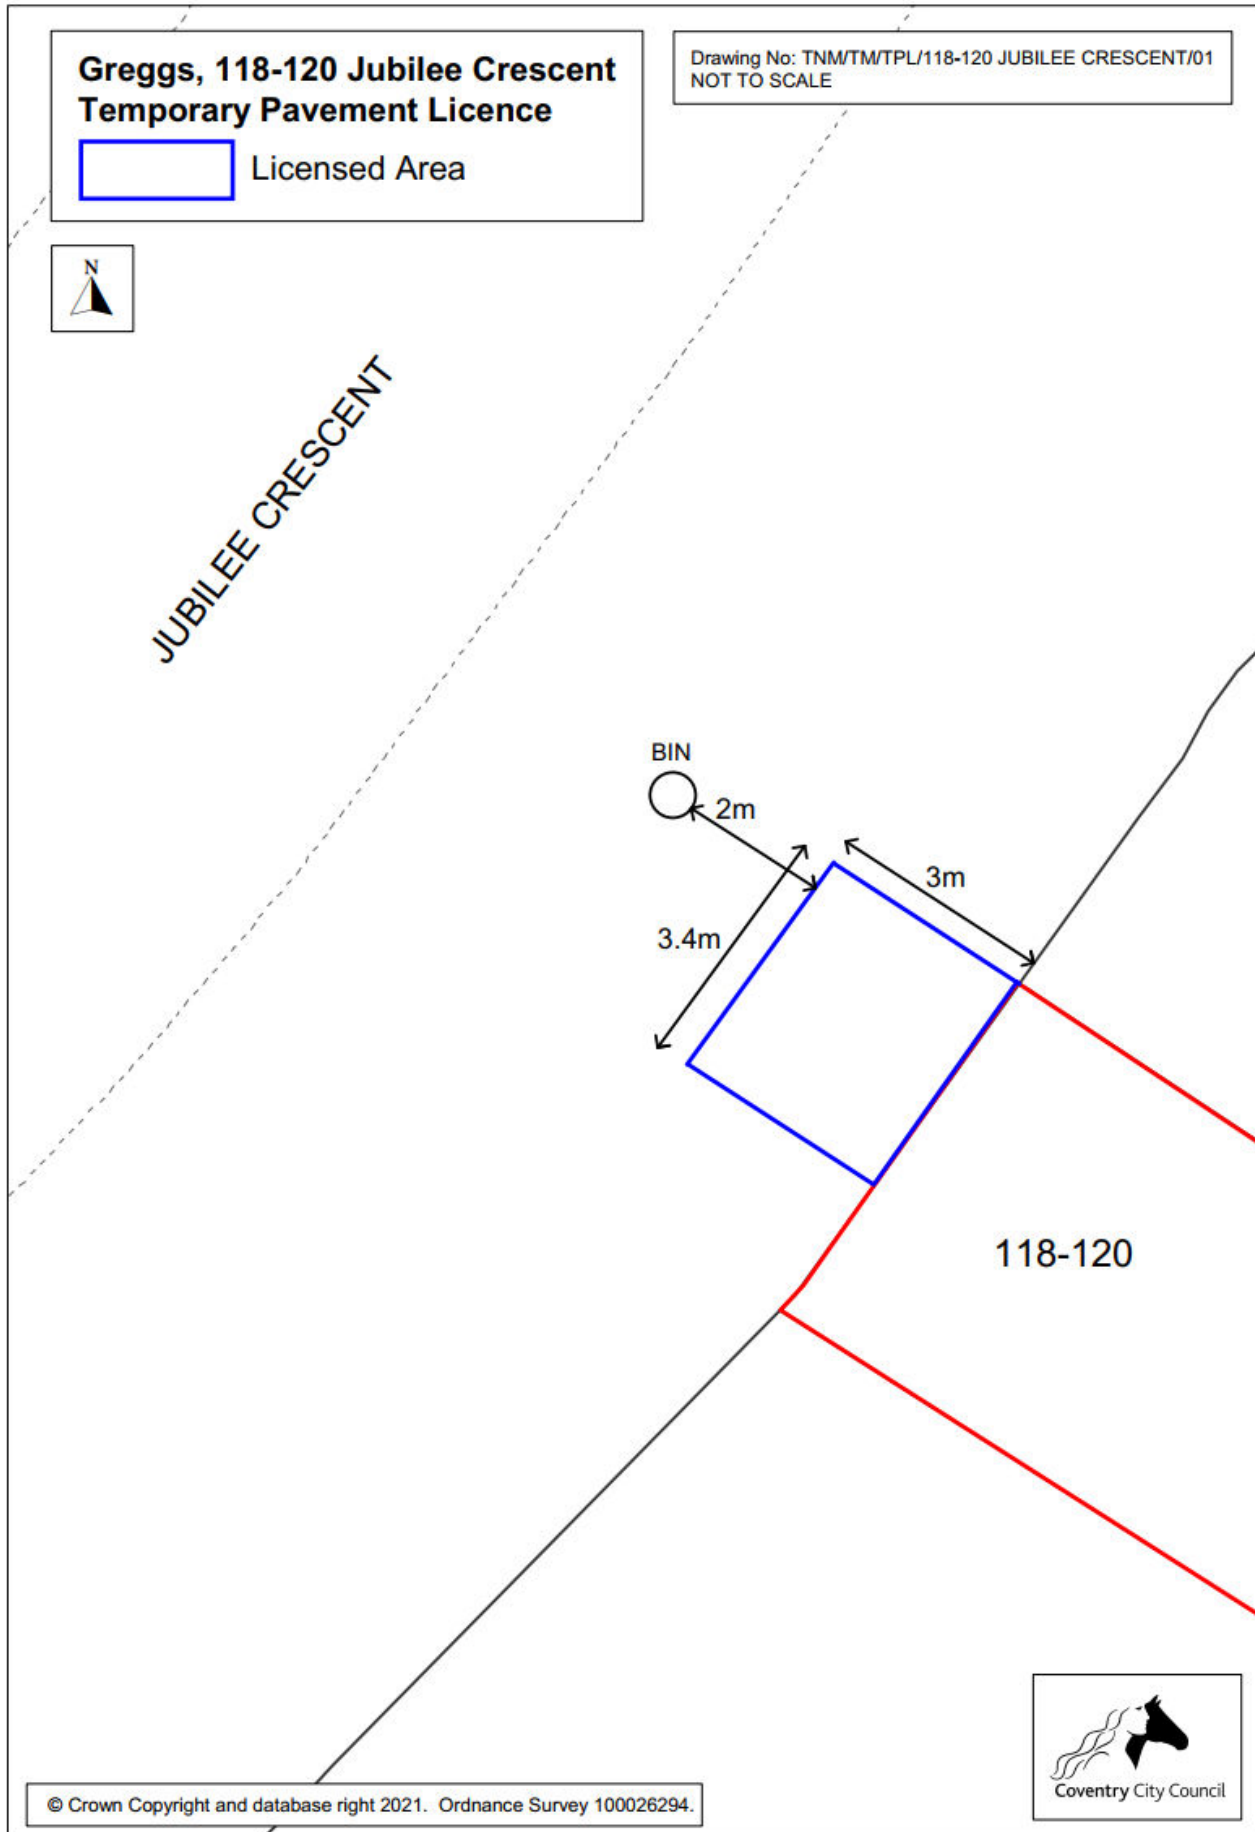 Greggs, 118-120 Jubilee Crescent
Temporary Pavement Licence
Licensed Area
Drawing No: TNM/TM/TPL/118-120 JUBILEE CRESCENT/01
NOT TO SCALE
N
JUBILEE CRESCENT
BIN
2m
3m
3.4m
118-120
Coventry City Council
© Crown Copyright and database right 2021. Ordnance Survey 100026294.